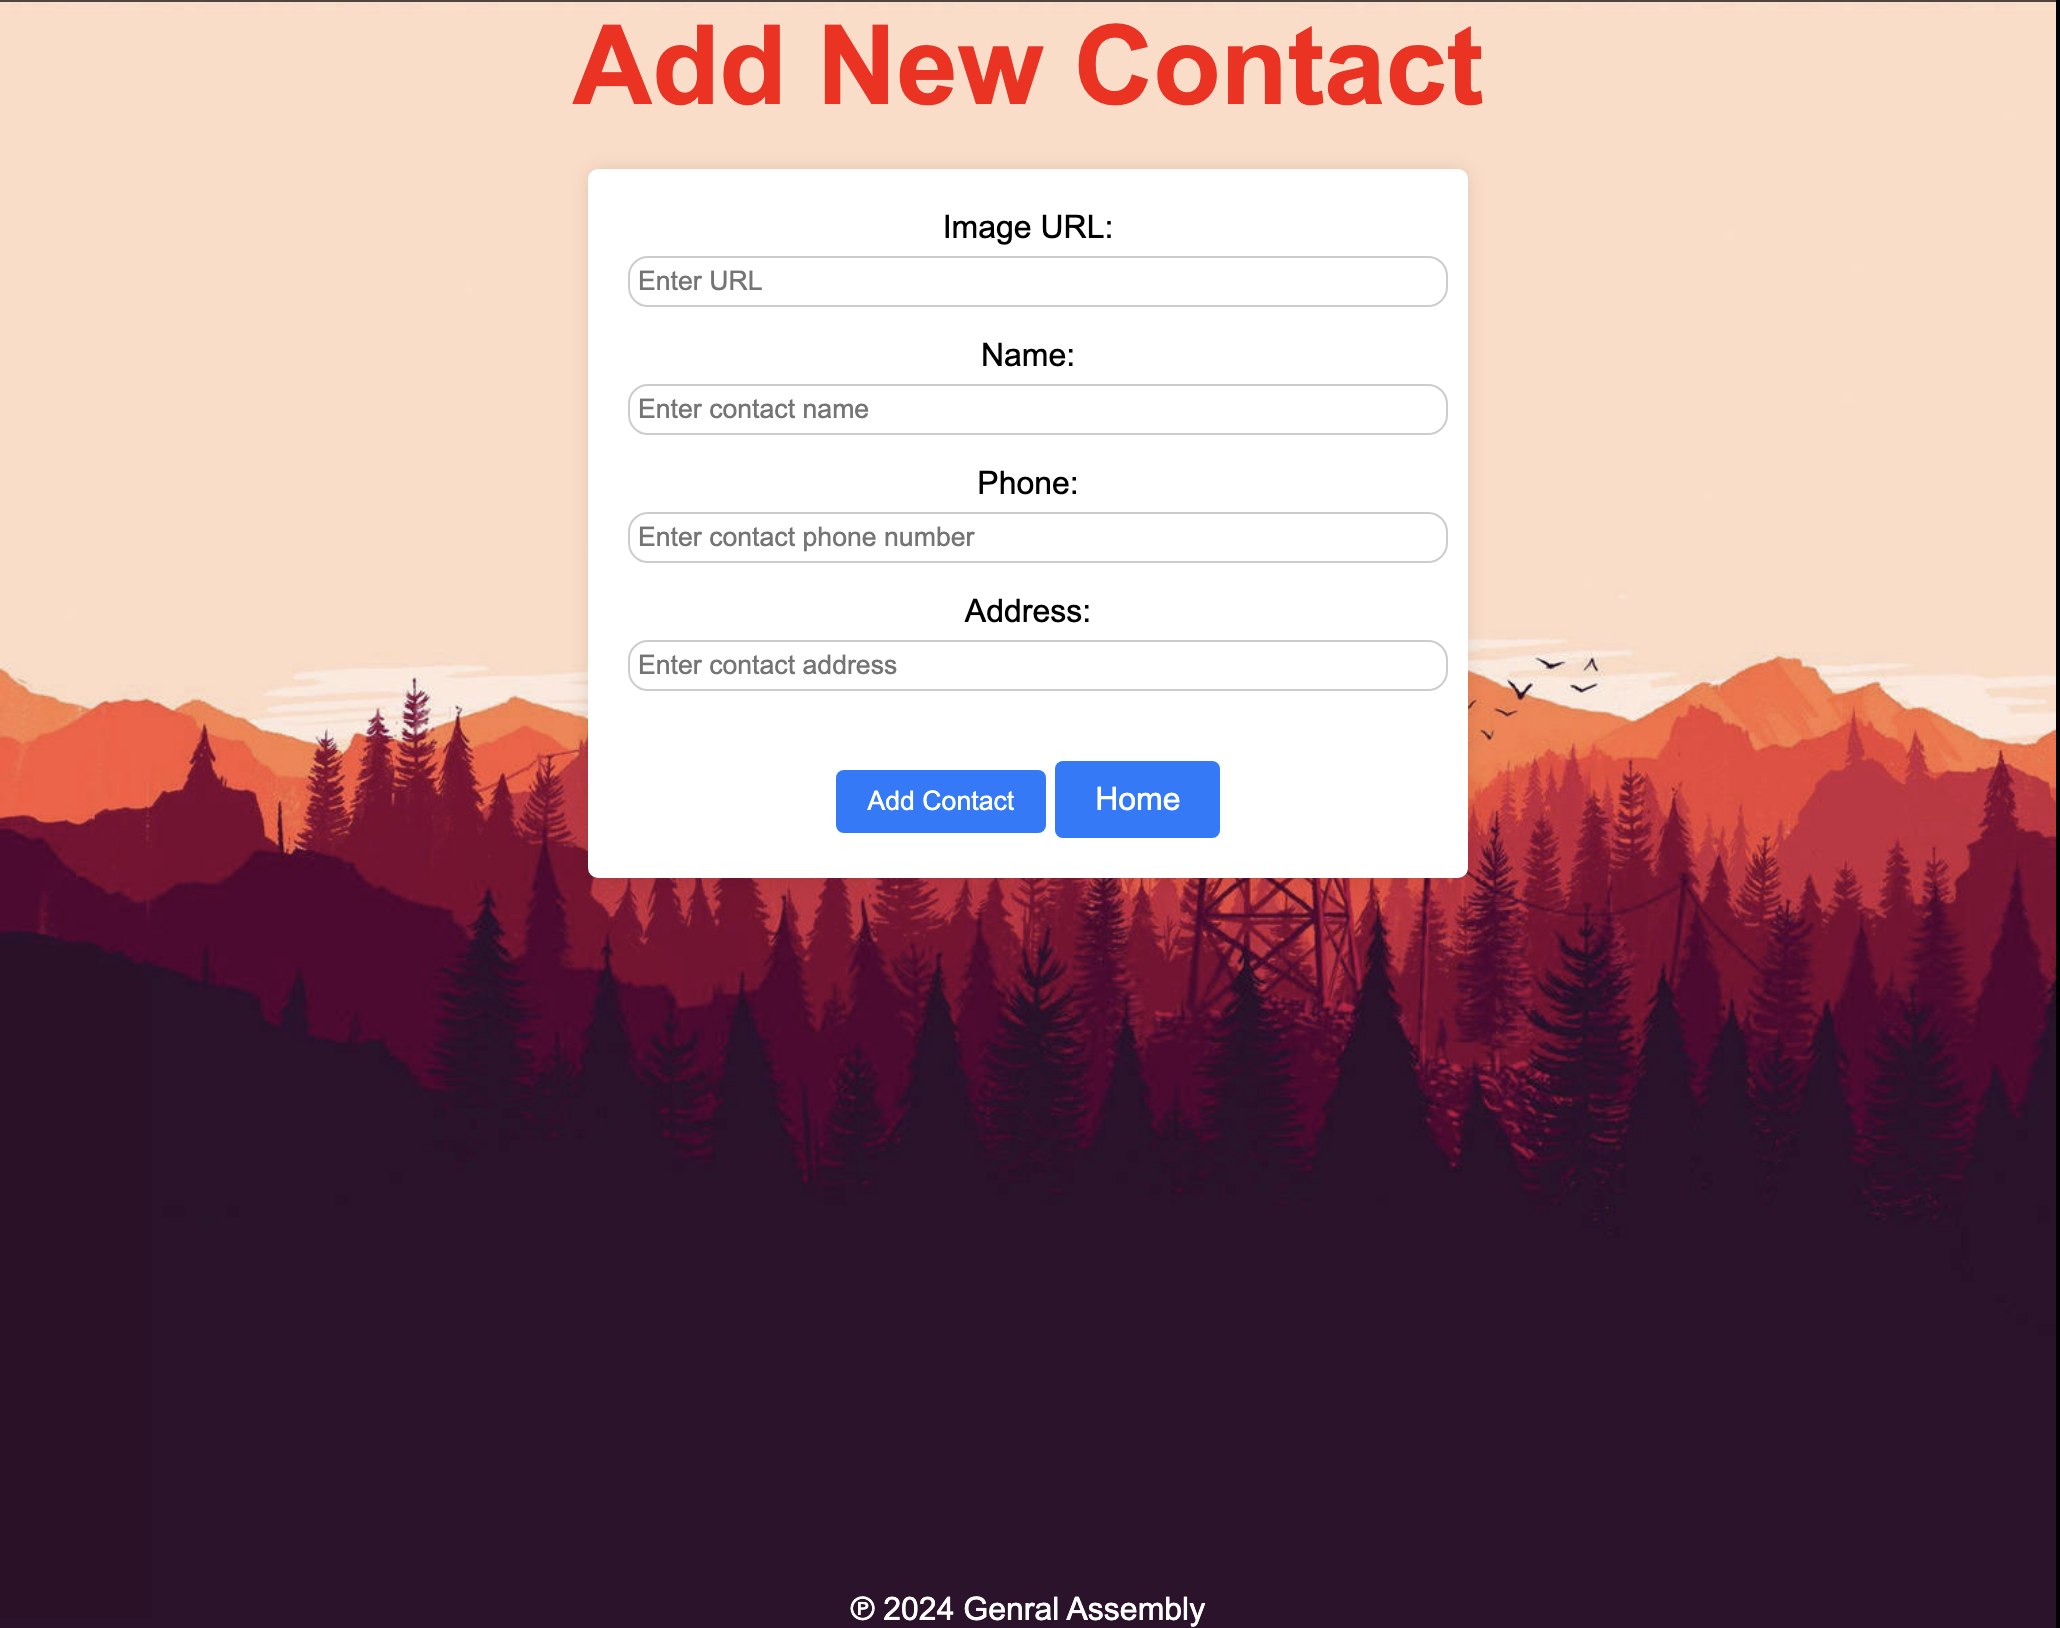 Add New Contact
Image URL:
Enter URL
Name:
Enter contact name
Phone:
Enter contact phone number
Address:
Enter contact address
Add Contact Home
℗ 2024 Genral Assembly